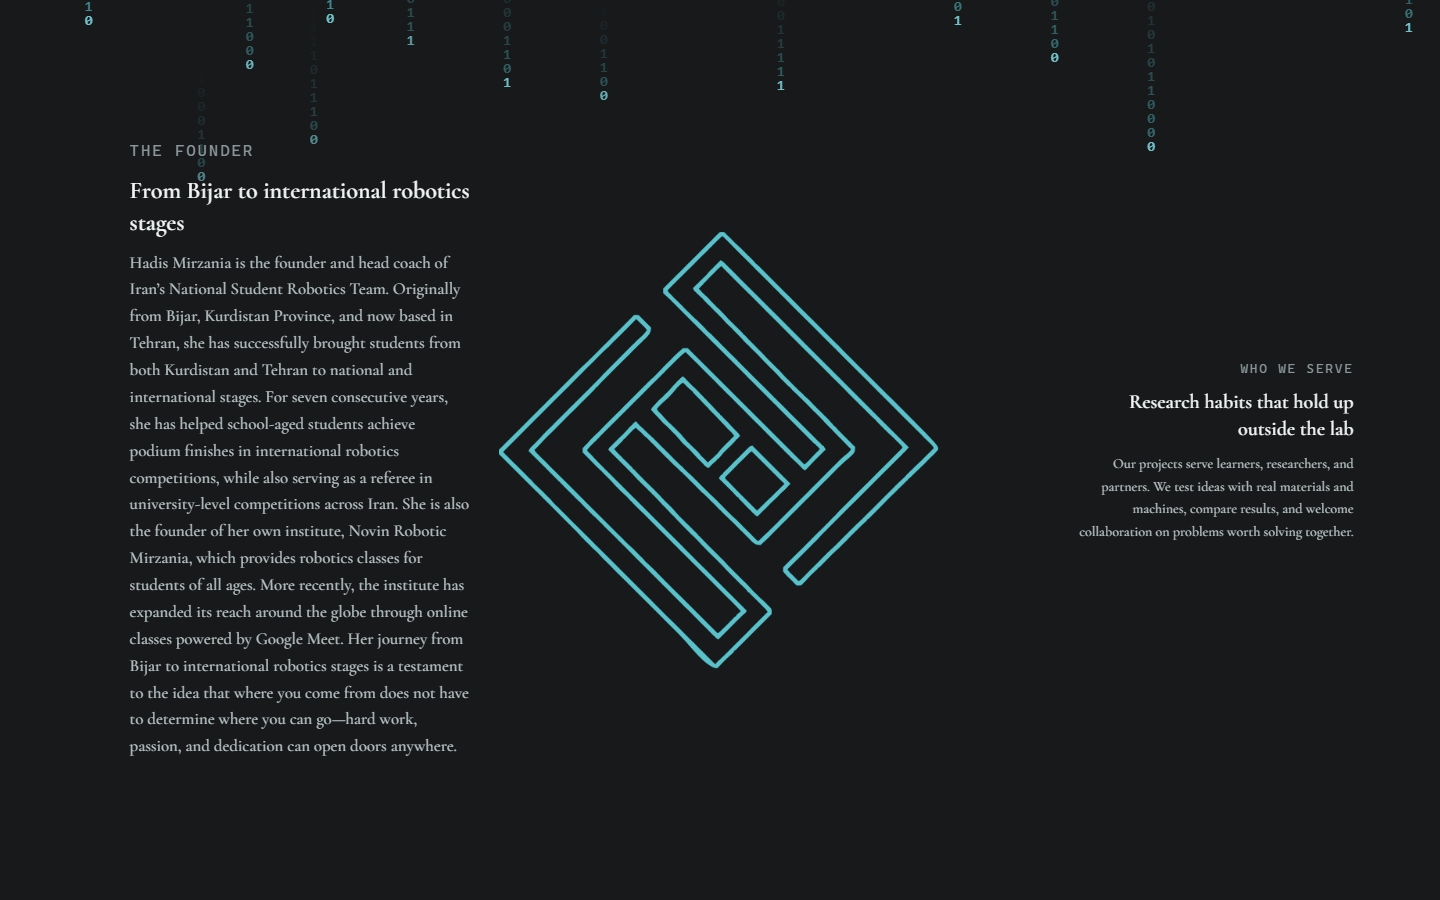 THE FOUNDER
From Bijar to international robotics
stages
Hadis Mirzania is the founder and head coach of
Iran’s National Student Robotics Team. Originally
from Bijar, Kurdistan Province, and now based in
Tehran, she has successfully brought students from
both Kurdistan and Tehran to national and
international stages. For seven consecutive years,
she has helped school-aged students achieve
podium finishes in international robotics
competitions, while also serving as a referee in
university-level competitions across Iran. She is also
the founder of her own institute, Novin Robotic
Mirzania, which provides robotics classes for
students of all ages. More recently, the institute has
expanded its reach around the globe through online
classes powered by Google Meet. Her journey from
Bijar to international robotics stages is a testament
to the idea that where you come from does not have
to determine where you can go—hard work,
passion, and dedication can open doors anywhere.
WHO WE SERVE
Research habits that hold up
outside the lab
Our projects serve learners, researchers, and
partners. We test ideas with real materials and
machines, compare results, and welcome
collaboration on problems worth solving together.